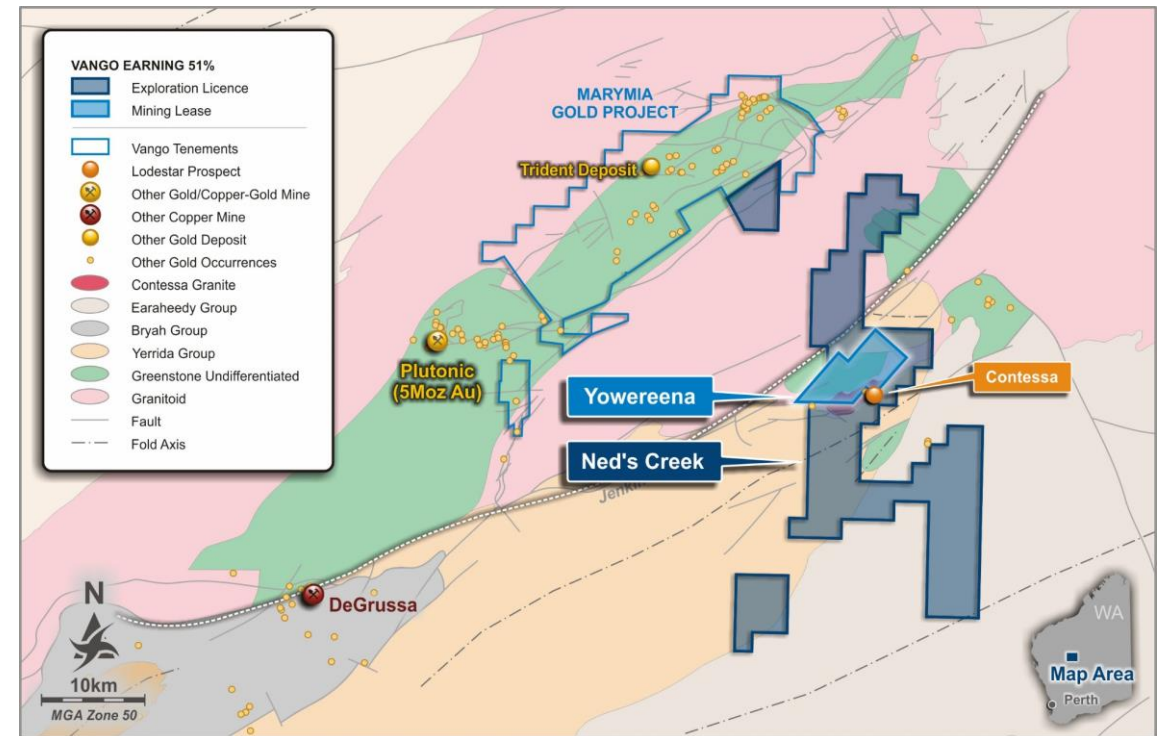 VANGO EARNING 51%
Exploration Licence
Mining Lease
Vango Tenements
Lodestar Prospect
Other Gold/Copper-Gold Mine
Other Copper Mine
Other Gold Deposit
Other Gold Occurrences
Contessa Granite
Earaheedy Group
Bryah Group
Yerrida Group
Greenstone Undifferentiated
Granitoid
Fault
Fold Axis
MARYMIA
GOLD PROJECT
Trident Deposit
Plutonic
(5Moz Au)
Yowereena
Contessa
Ned's Creek
DeGrussa
N
10km
MGA Zone 50
WA
Map Area
Perth